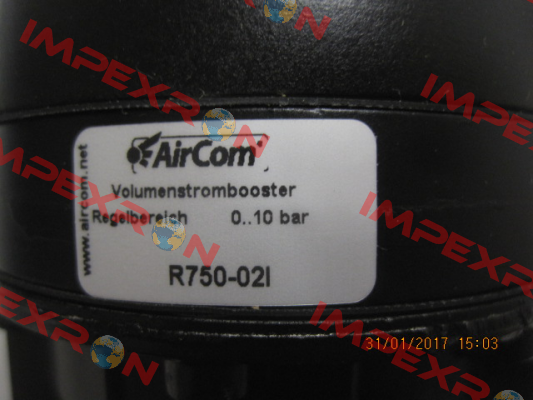 AirCom
Volumenstrombooster
Regelbereich 0..10 bar
R750-02I
www.aircom.net
31/01/2017 15:03
IMPEXRON
IMPEXRON
IMPEXRON
IMPEXRON
IMPEXRON
IMPEXRON